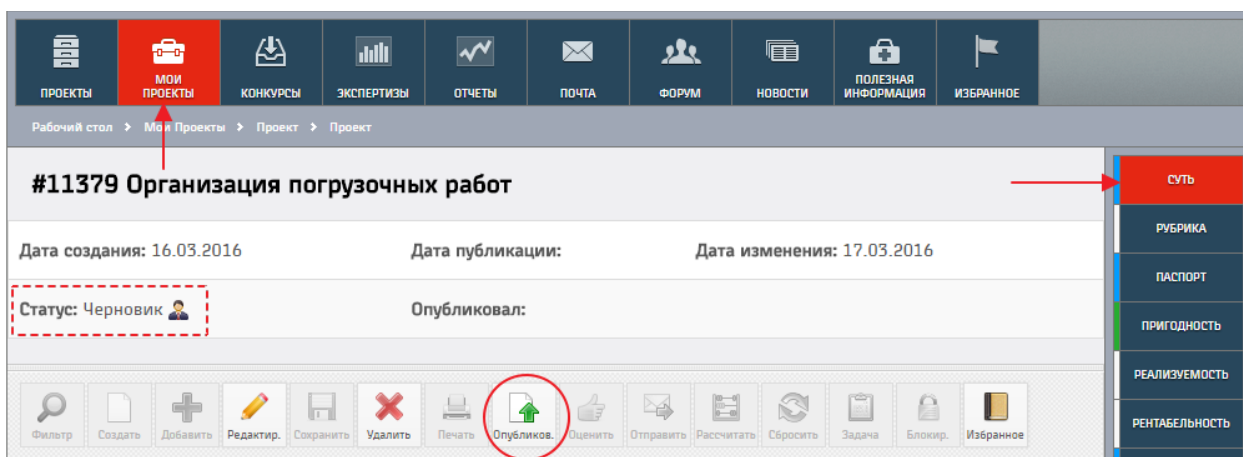 ПРОЕКТЫ
МОИ
ПРОЕКТЫ
КОНКУРСЫ
ЭКСПЕРТИЗЫ
ОТЧЕТЫ
ПОЧТА
ФОРУМ
НОВОСТИ
ПОЛЕЗНАЯ
ИНФОРМАЦИЯ
ИЗБРАННОЕ
Рабочий стол > Мои Проекты > Проект > Проект
#11379 Организация погрузочных работ
Дата создания: 16.03.2016 Дата публикации: Дата изменения: 17.03.2016
Статус: Черновик Опубликовал:
Фильтр Создать Добавить Редактир. Сохранить Удалить Печать Опубликов. Оценить Отправить Рассчитать Сбросить Задача Блокир. Избранное
СУТЬ
РУБРИКА
ПАСПОРТ
ПРИГОДНОСТЬ
РЕАЛИЗУЕМОСТЬ
РЕНТАБЕЛЬНОСТЬ